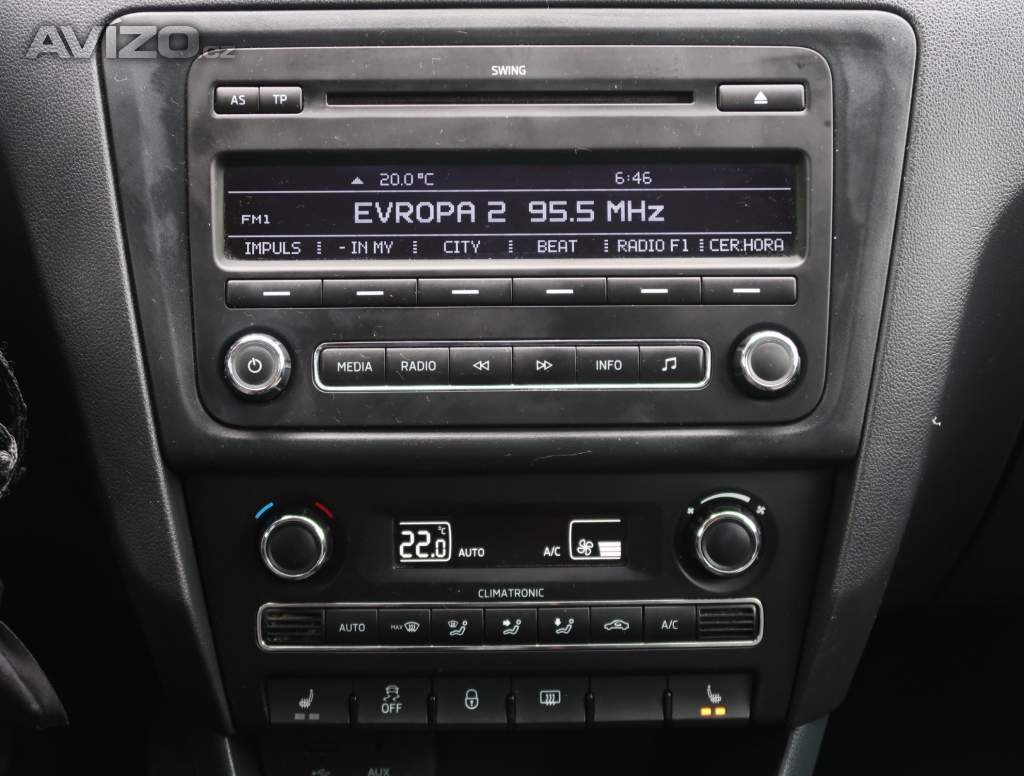 AVÍZO.cz
SWING
AS TP
20.0 °C 6:46
FM1 EVROPA 2 95.5 MHz
IMPULS - IN MY CITY BEAT RADIO F1 CER.HORA
MEDIA RADIO INFO
22.0 °C AUTO A/C
CLIMATRONIC
AUTO MAX A/C
OFF
AUX